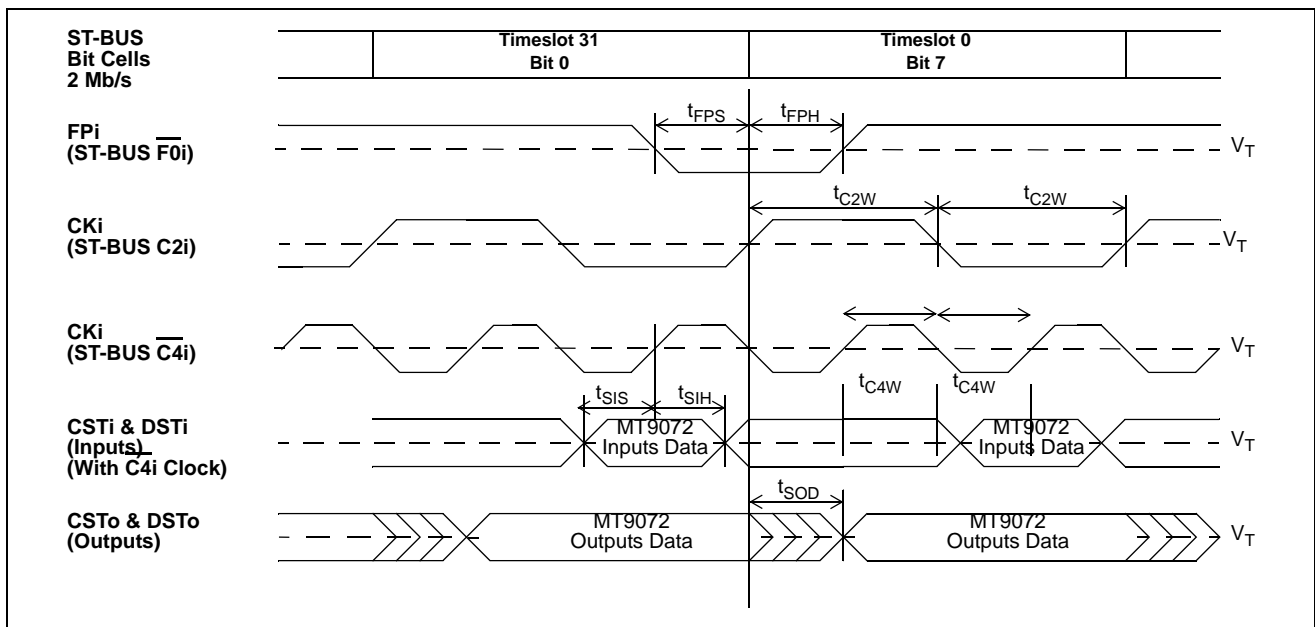 ST-BUS
Bit Cells
2 Mb/s
Timeslot 31
Bit 0
Timeslot 0
Bit 7
FPi
(ST-BUS F0i)
tFPS
tFPH
VT
CKi
(ST-BUS C2i)
tC2W
tC2W
VT
CKi
(ST-BUS C4i)
VT
tC4W
tC4W
CSTi & DSTi
(Inputs)
(With C4i Clock)
tSIS
tSIH
MT9072
Inputs Data
MT9072
Inputs Data
VT
CSTo & DSTo
(Outputs)
tSOD
MT9072
Outputs Data
MT9072
Outputs Data
VT